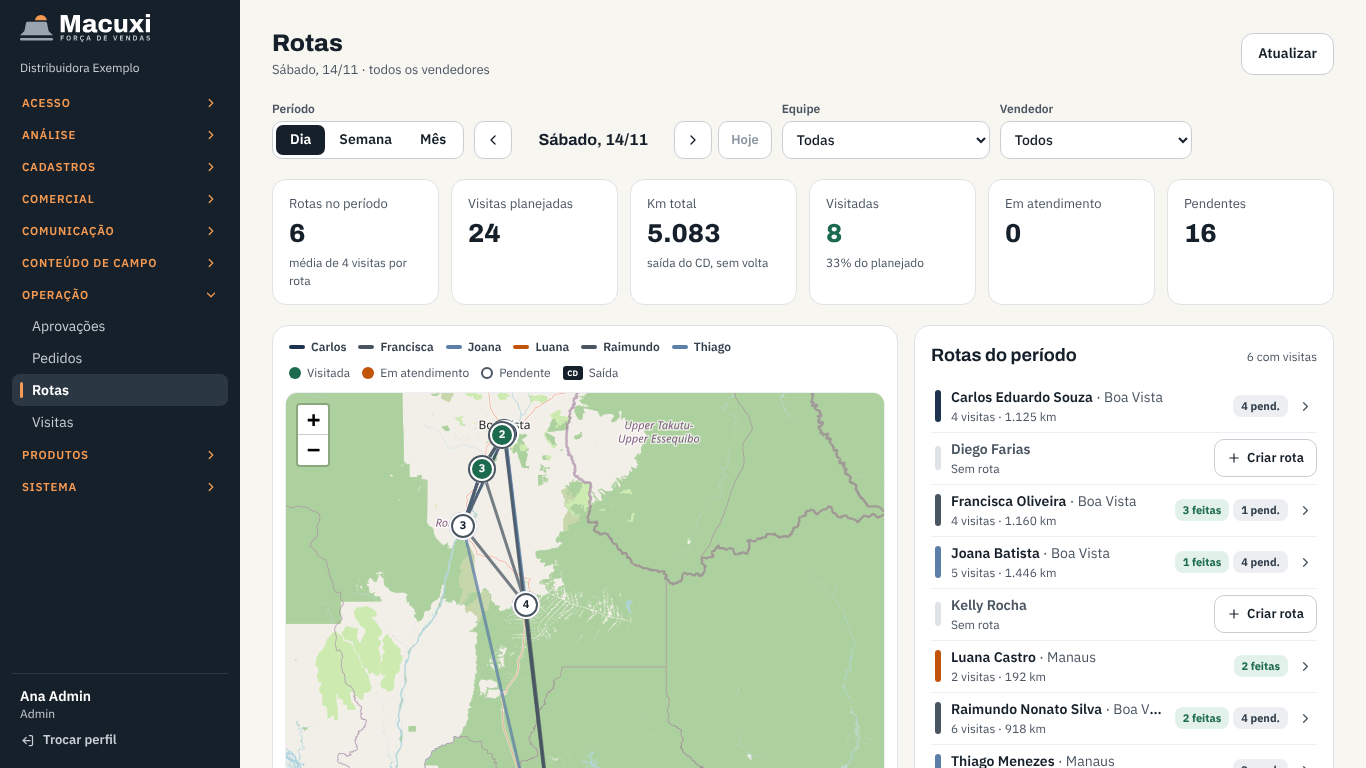 Macuxi
FORÇA DE VENDAS
Distribuidora Exemplo
ACESSO
ANÁLISE
CADASTROS
COMERCIAL
COMUNICAÇÃO
CONTEÚDO DE CAMPO
OPERAÇÃO
Aprovações
Pedidos
Rotas
Visitas
PRODUTOS
SISTEMA
Ana Admin
Admin
Trocar perfil
Rotas
Sábado, 14/11 · todos os vendedores
Atualizar
Período
Dia Semana Mês
Sábado, 14/11
Hoje
Equipe
Todas
Vendedor
Todos
Rotas no período
6
média de 4 visitas por
rota
Visitas planejadas
24
Km total
5.083
saída do CD, sem volta
Visitadas
8
33% do planejado
Em atendimento
0
Pendentes
16
Carlos Francisca Joana Luana Raimundo Thiago
Visitada Em atendimento Pendente CD Saída
+
−
Upper Takutu-
Upper Essequibo
2
3
3
4
Rotas do período
6 com visitas
Carlos Eduardo Souza · Boa Vista
4 visitas · 1.125 km
4 pend.
Diego Farias
Sem rota
+ Criar rota
Francisca Oliveira · Boa Vista
4 visitas · 1.160 km
3 feitas 1 pend.
Joana Batista · Boa Vista
5 visitas · 1.446 km
1 feitas 4 pend.
Kelly Rocha
Sem rota
+ Criar rota
Luana Castro · Manaus
2 visitas · 192 km
2 feitas
Raimundo Nonato Silva · Boa V...
6 visitas · 918 km
2 feitas 4 pend.
Thiago Menezes · Manaus